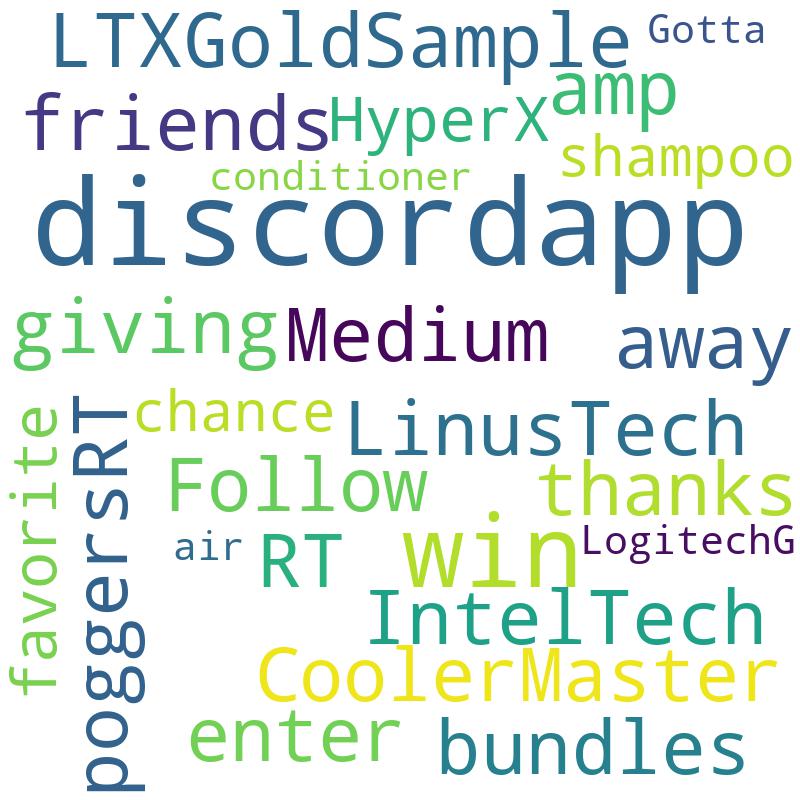 LTXGoldSample
Gotta
friends
HyperX
amp
conditioner
shampoo
discordapp
giving
Medium
away
favorite
poggersRT
chance
LinusTech
Follow
thanks
air
RT
win
LogitechG
IntelTech
CoolerMaster
enter
bundles